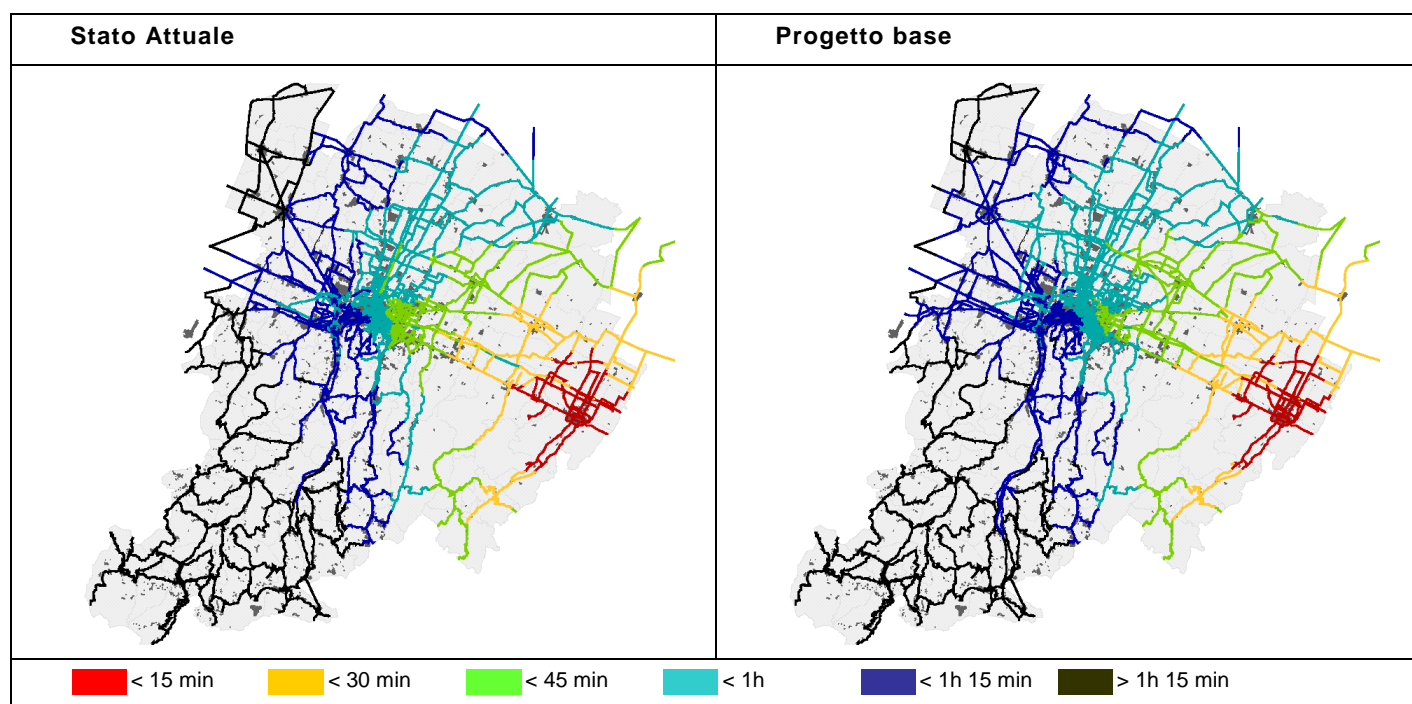 Stato Attuale
Progetto base
< 15 min
< 30 min
< 45 min
< 1h
< 1h 15 min
> 1h 15 min